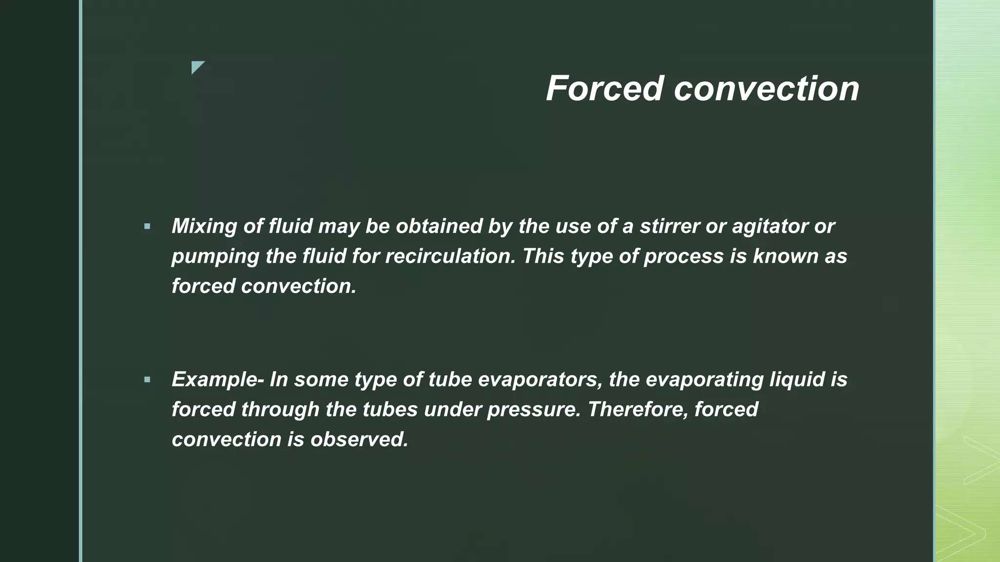 Forced convection
Mixing of fluid may be obtained by the use of a stirrer or agitator or
pumping the fluid for recirculation. This type of process is known as
forced convection.
Example- In some type of tube evaporators, the evaporating liquid is
forced through the tubes under pressure. Therefore, forced
convection is observed.